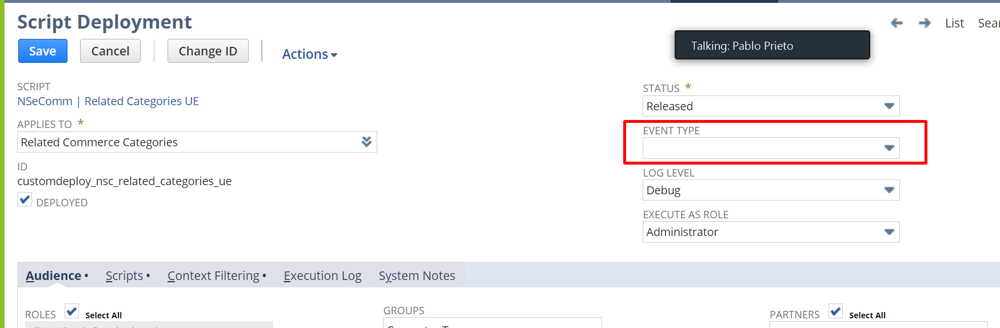 Script Deployment
List Sear
Talking: Pablo Prieto
Save Cancel Change ID Actions
SCRIPT
NSeComm | Related Categories UE
STATUS *
Released
APPLIES TO *
Related Commerce Categories
EVENT TYPE
ID
customdeploy_nsc_related_categories_ue
DEPLOYED
LOG LEVEL
Debug
EXECUTE AS ROLE
Administrator
Audience • Scripts • Context Filtering • Execution Log System Notes
ROLES Select All
GROUPS
PARTNERS Select All